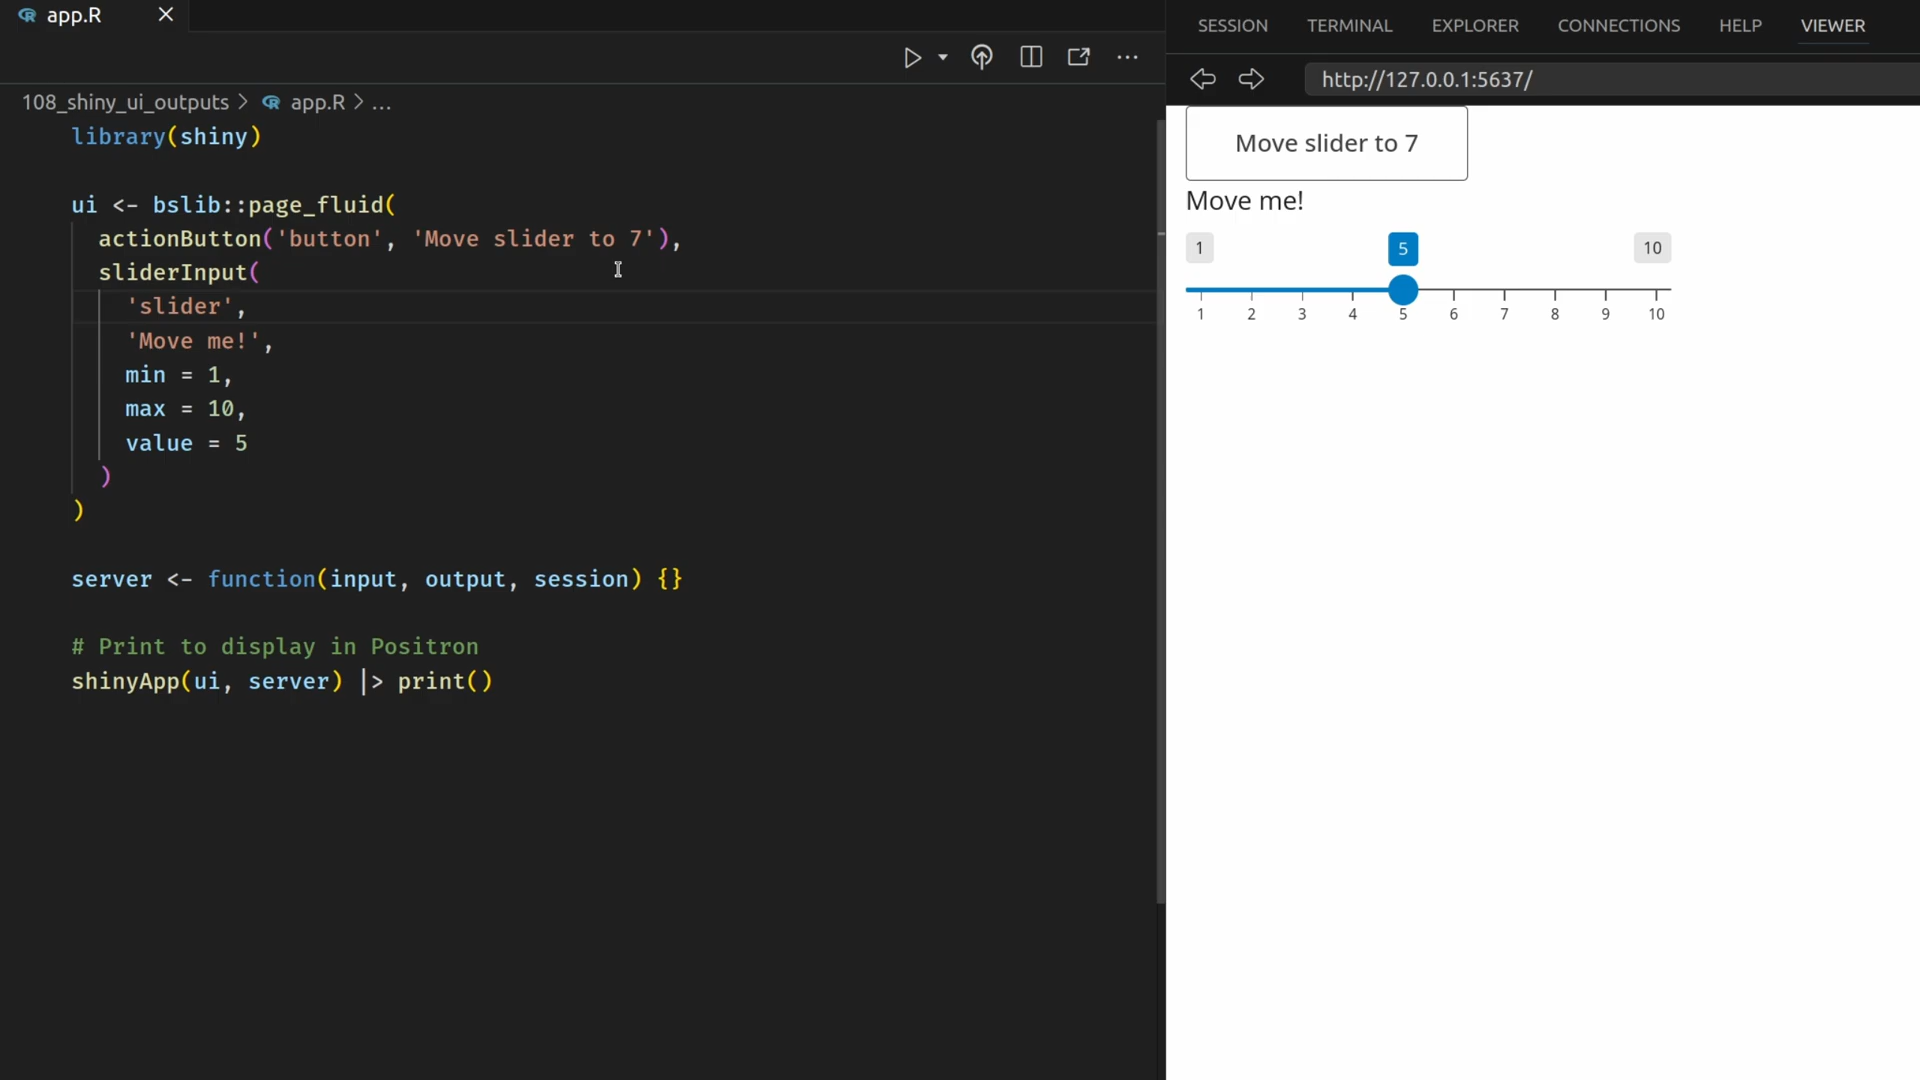 app.R
108_shiny_ui_outputs > app.R > ...
library(shiny)
ui <- bslib::page_fluid(
actionButton('button', 'Move slider to 7'),
sliderInput(
'slider',
'Move me!',
min = 1,
max = 10,
value = 5
)
)
server <- function(input, output, session) {}
# Print to display in Positron
shinyApp(ui, server) |> print()
SESSION TERMINAL EXPLORER CONNECTIONS HELP VIEWER
http://127.0.0.1:5637/
Move slider to 7
Move me!
1 5 10
1 2 3 4 5 6 7 8 9 10